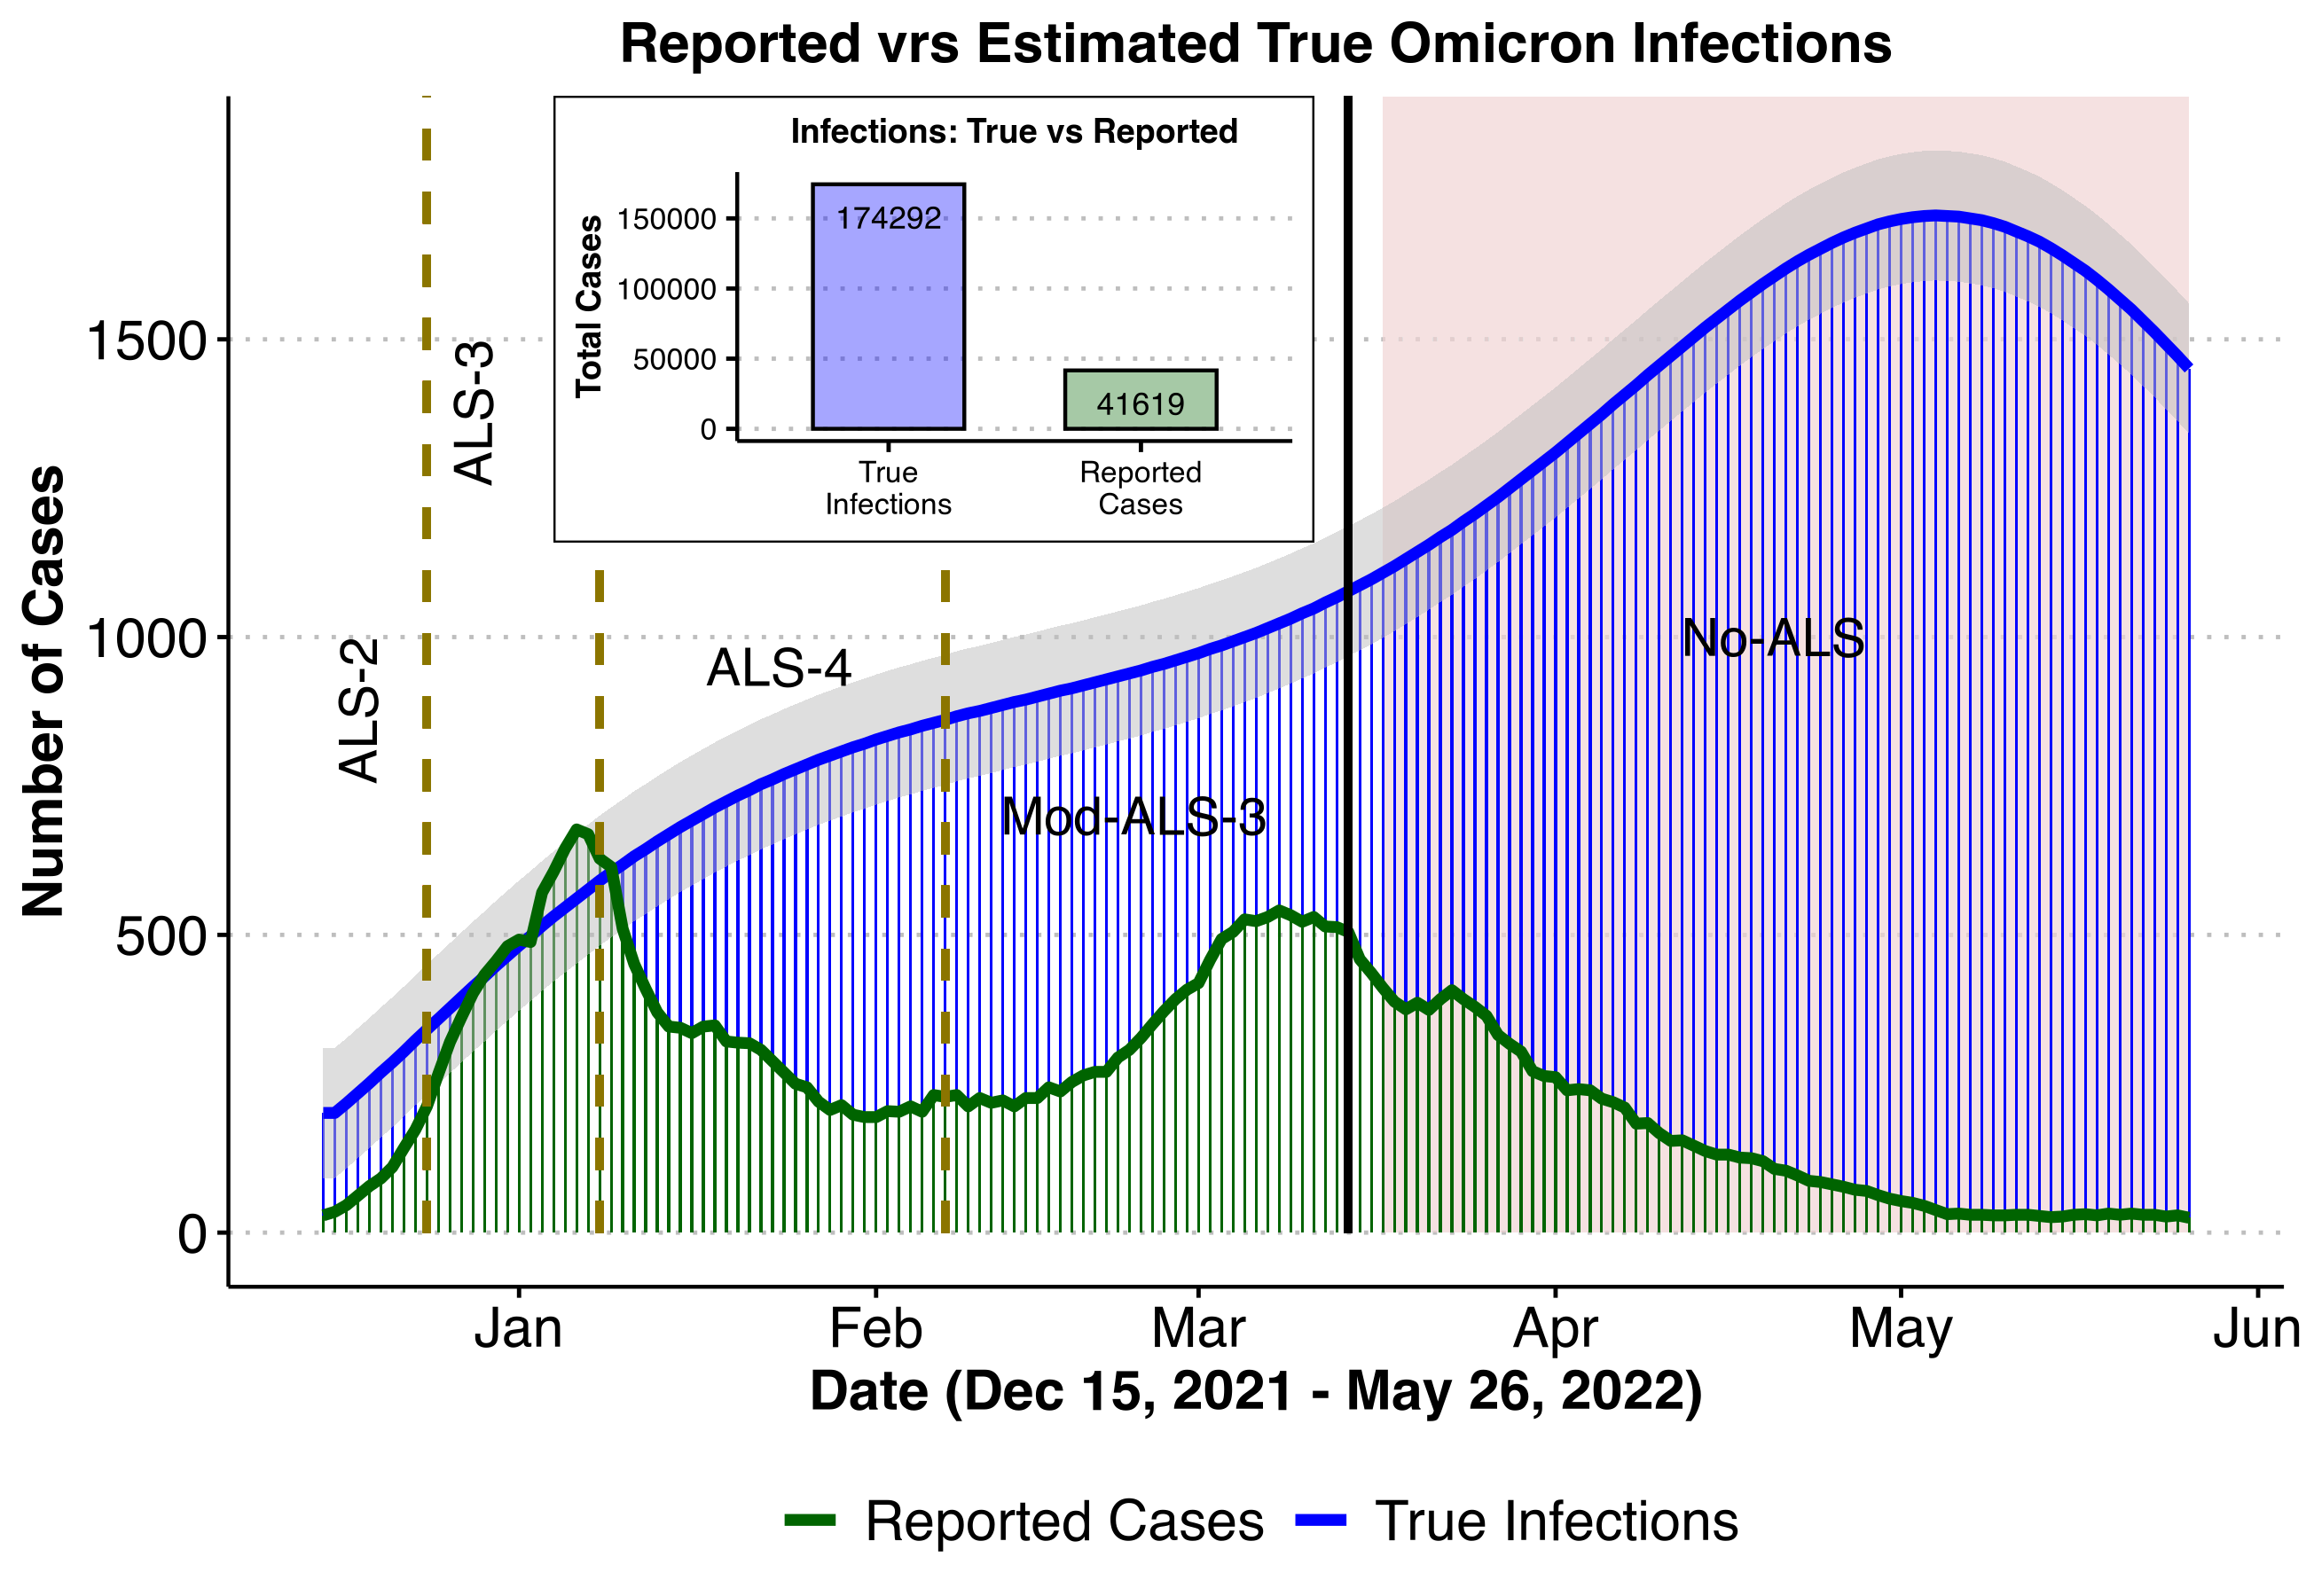 Reported vrs Estimated True Omicron Infections
Infections: True vs Reported
Total Cases
150000
100000
50000
0
174292
41619
True
Infections
Reported
Cases
Number of Cases
1500
1000
500
0
ALS-2
ALS-3
ALS-4
Mod-ALS-3
No-ALS
Jan
Feb
Mar
Apr
May
Jun
Date (Dec 15, 2021 - May 26, 2022)
Reported Cases
True Infections